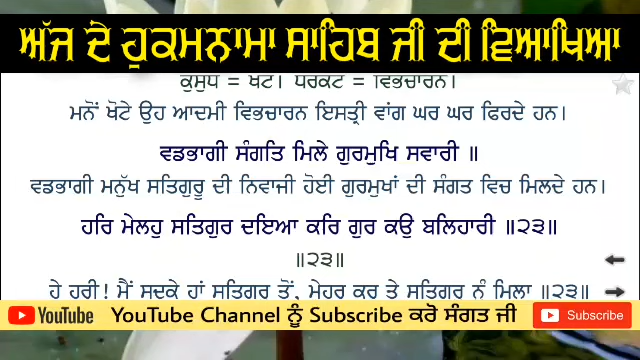 ਅੱਜ ਦੇ ਹੁਕਮਨਾਮਾ ਸਾਹਿਬ ਜੀ ਦੀ ਵਿਆਖਿਆ
ਕੁਸੁਧ = ਖੋਟੇ। ਧਰਕਟ = ਵਿਭਚਾਰਨ।
ਮਨੋਂ ਖੋਟੇ ਉਹ ਆਦਮੀ ਵਿਭਚਾਰਨ ਇਸਤ੍ਰੀ ਵਾਂਗ ਘਰ ਘਰ ਫਿਰਦੇ ਹਨ।
ਵਡਭਾਗੀ ਸੰਗਤਿ ਮਿਲੇ ਗੁਰਮੁਖਿ ਸਵਾਰੀ ॥
ਵਡਭਾਗੀ ਮਨੁੱਖ ਸਤਿਗੁਰੂ ਦੀ ਨਿਵਾਜੀ ਹੋਈ ਗੁਰਮੁਖਾਂ ਦੀ ਸੰਗਤ ਵਿਚ ਮਿਲਦੇ ਹਨ।
ਹਰਿ ਮੇਲਹੁ ਸਤਿਗੁਰ ਦਇਆ ਕਰਿ ਗੁਰ ਕਉ ਬਲਿਹਾਰੀ ॥੨੩॥
॥੨੩॥
ਹੇ ਹਰੀ! ਮੈਂ ਸਦਕੇ ਹਾਂ ਸਤਿਗੁਰ ਤੋਂ, ਮੇਹਰ ਕਰ ਤੇ ਸਤਿਗੁਰ ਨੂੰ ਮਿਲਾ ॥੨੩॥
YouTube YouTube Channel ਨੂੰ Subscribe ਕਰੋ ਸੰਗਤ ਜੀ Subscribe